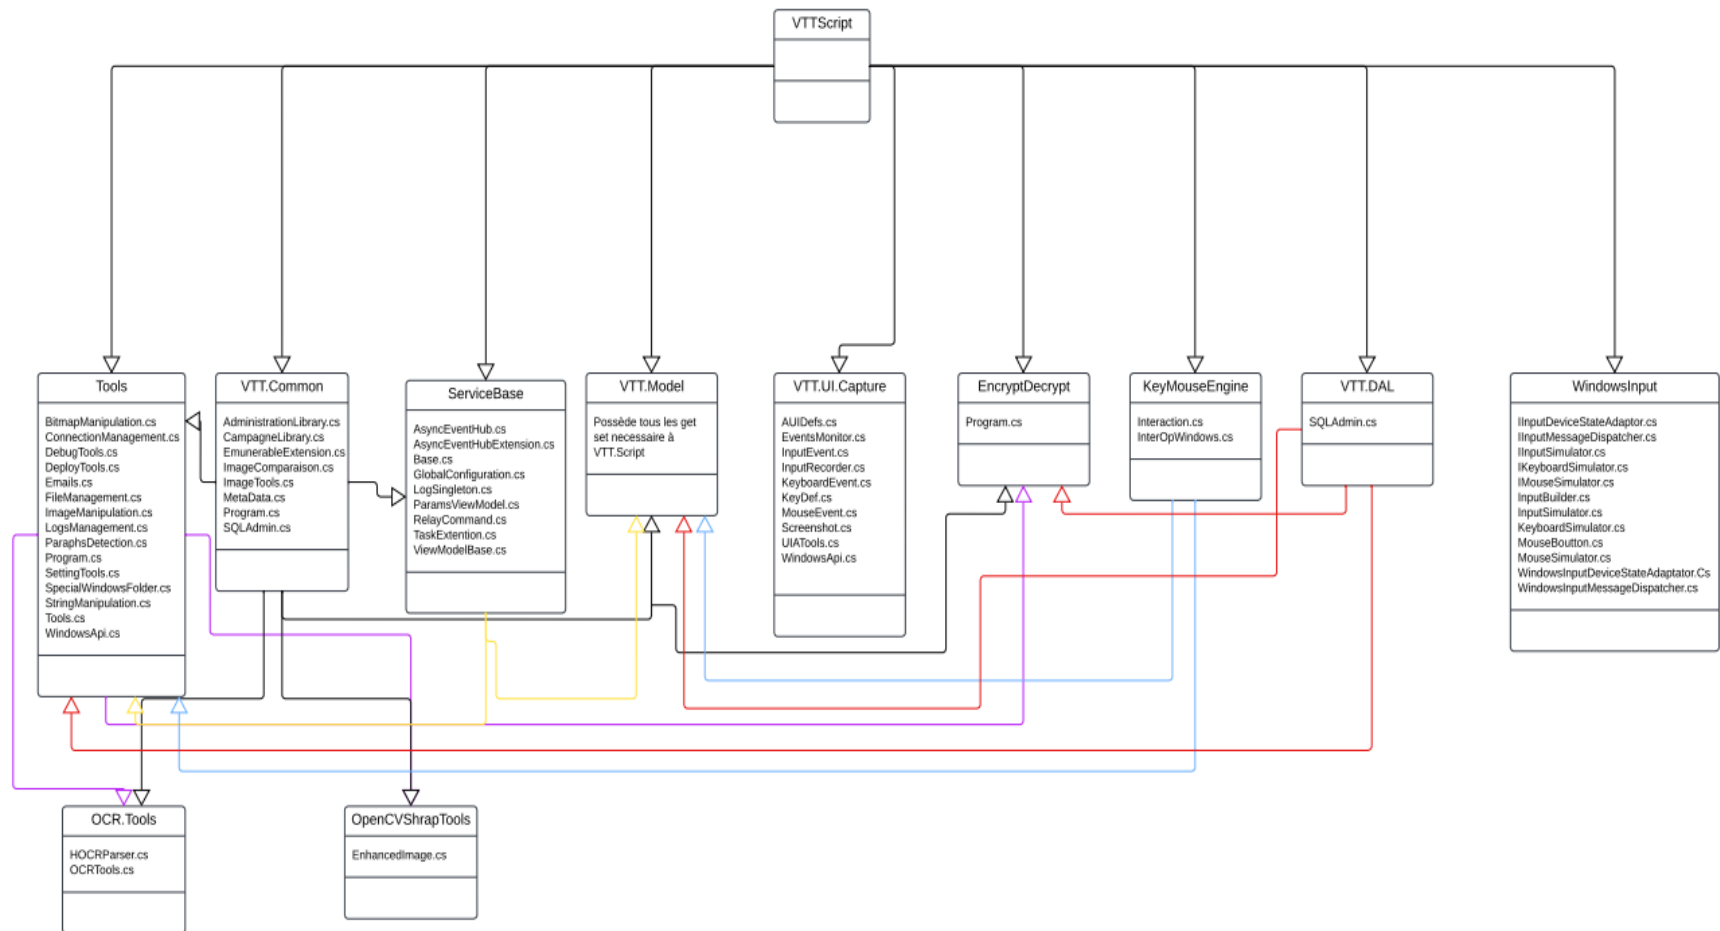 VTTScript
Tools
BitmapManipulation.cs
ConnectionManagement.cs
DebugTools.cs
DeployTools.cs
Emails.cs
FileManagement.cs
ImageManipulation.cs
LogsManagement.cs
ParaphsDetection.cs
Program.cs
SettingTools.cs
SpecialWindowsFolder.cs
StringManipulation.cs
Tools.cs
WindowsApi.cs
VTT.Common
AdministrationLibrary.cs
CampagneLibrary.cs
EmunerableExtension.cs
ImageComparaison.cs
ImageTools.cs
MetaData.cs
Program.cs
SQLAdmin.cs
ServiceBase
AsyncEventHub.cs
AsyncEventHubExtension.cs
Base.cs
GlobalConfiguration.cs
LogSingleton.cs
ParamsViewModel.cs
RelayCommand.cs
TaskExtention.cs
ViewModelBase.cs
VTT.Model
Possède tous les get
set necessaire à
VTT.Script
VTT.UI.Capture
AUIDefs.cs
EventsMonitor.cs
InputEvent.cs
InputRecorder.cs
KeyboardEvent.cs
KeyDef.cs
MouseEvent.cs
Screenshot.cs
UIATools.cs
WindowsApi.cs
EncryptDecrypt
Program.cs
KeyMouseEngine
Interaction.cs
InterOpWindows.cs
VTT.DAL
SQLAdmin.cs
WindowsInput
IInputDeviceStateAdaptor.cs
IInputMessageDispatcher.cs
IInputSimulator.cs
IKeyboardSimulator.cs
IMouseSimulator.cs
InputBuilder.cs
InputSimulator.cs
KeyboardSimulator.cs
MouseBoutton.cs
MouseSimulator.cs
WindowsInputDeviceStateAdaptator.Cs
WindowsInputMessageDispatcher.cs
OCR.Tools
HOCRParser.cs
OCRTools.cs
OpenCVShrapTools
EnhancedImage.cs